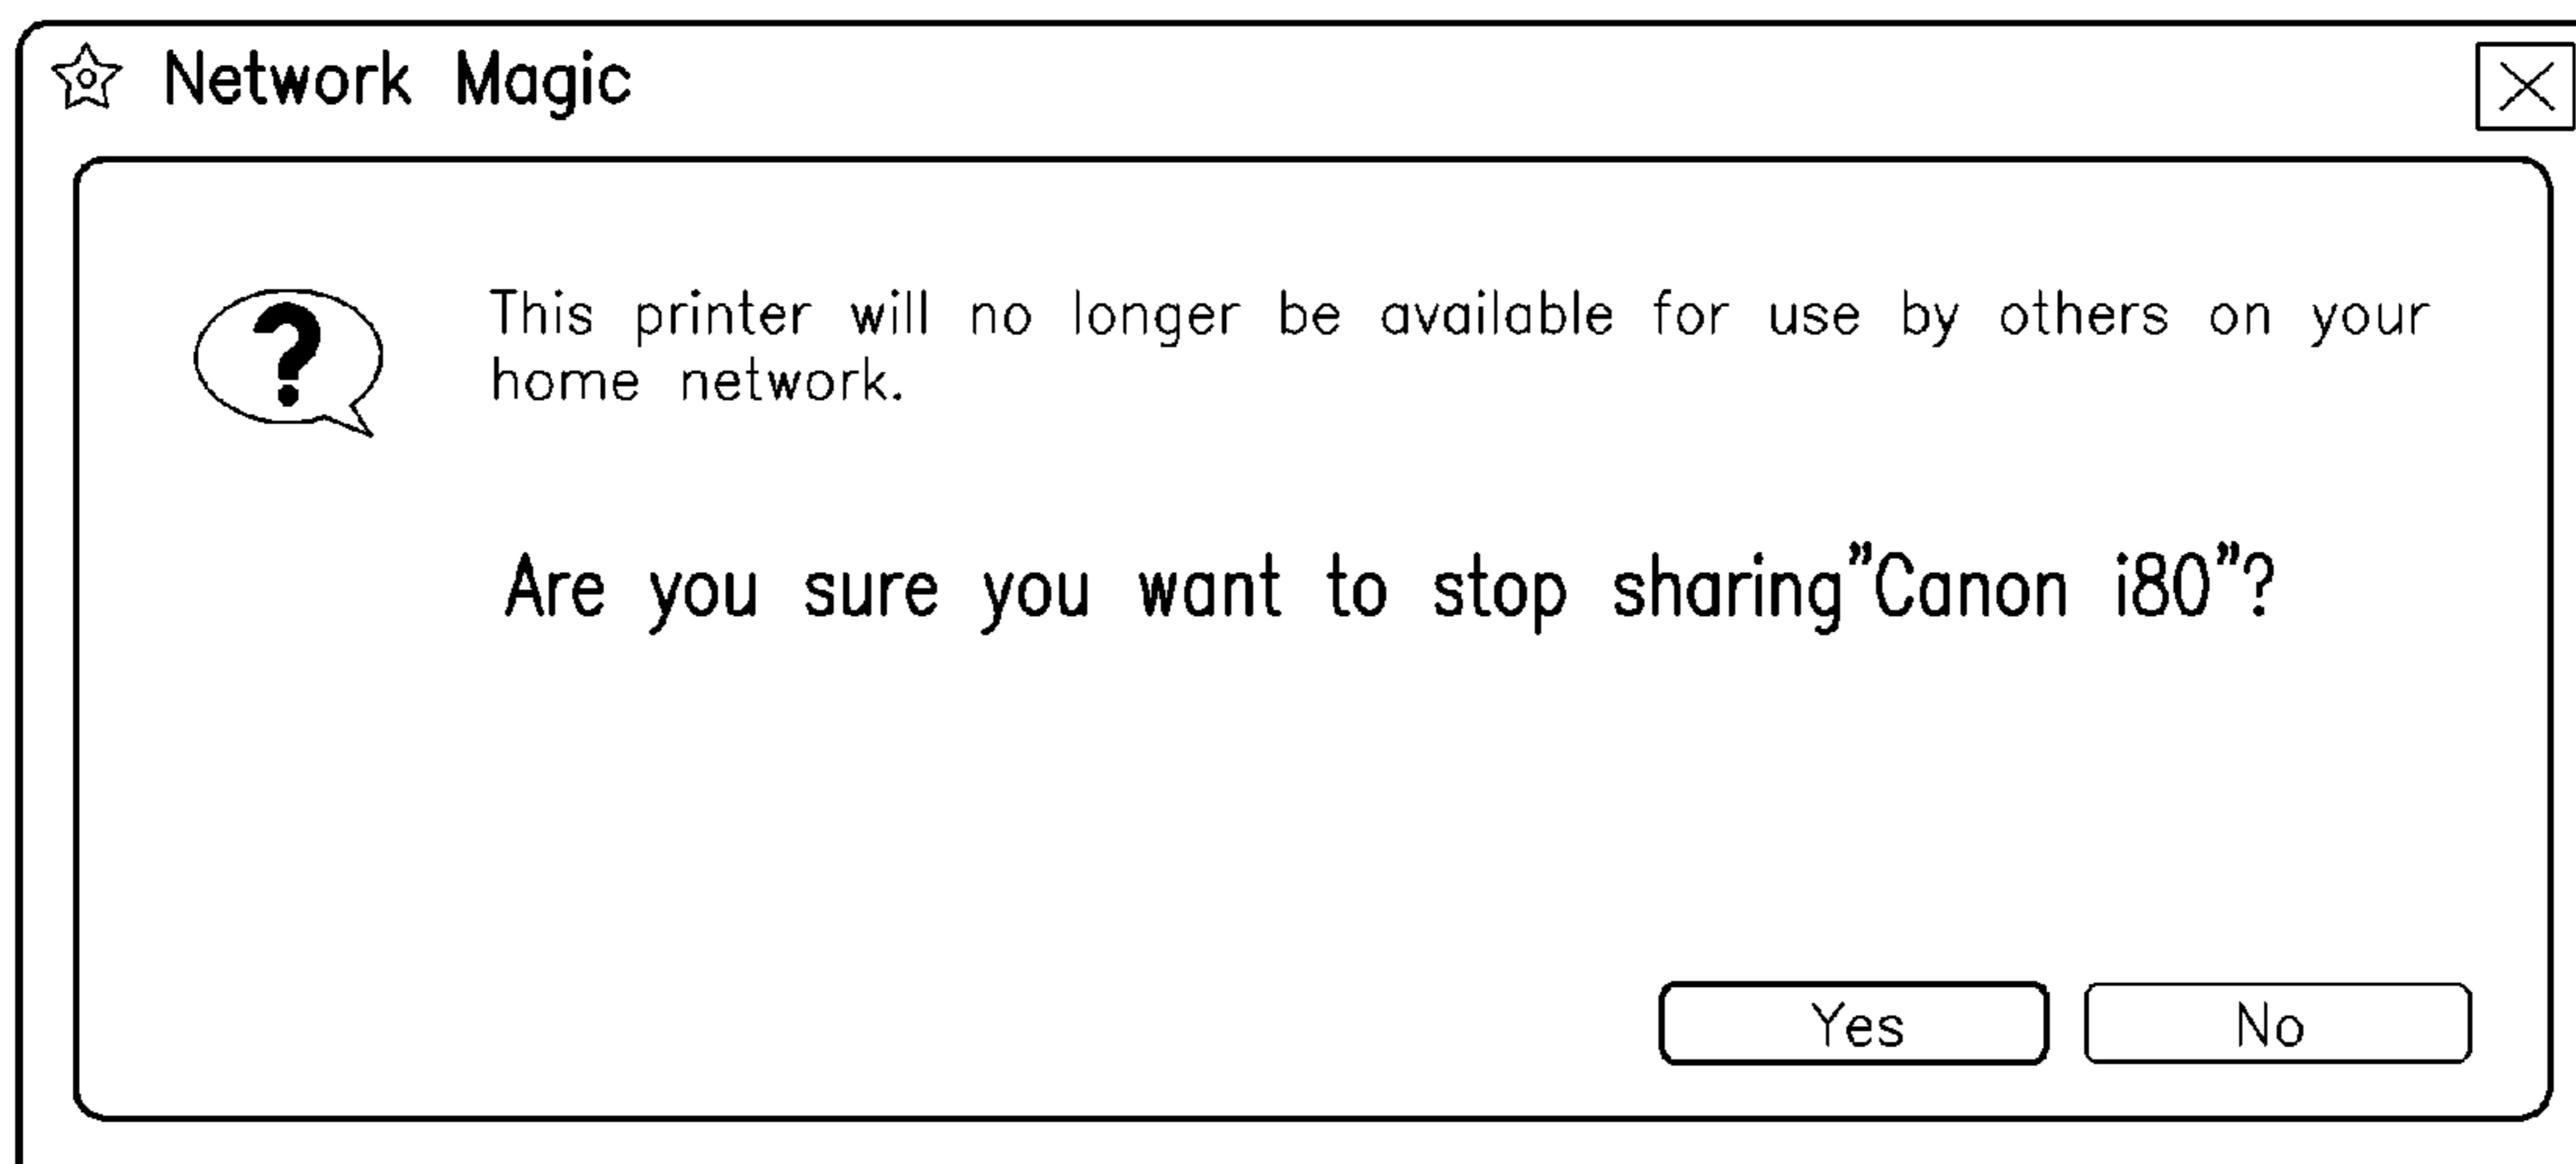 Network Magic
This printer will no longer be available for use by others on your
home network.
Are you sure you want to stop sharing"Canon i80"?
Yes No